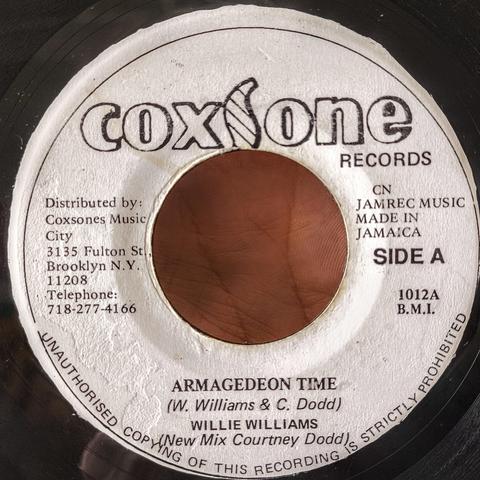 coxsone
RECORDS
Distributed by:
Coxsones Music
City
3135 Fulton St.,
Brooklyn N.Y.
11208
Telephone:
718-277-4166
CN
JAMREC MUSIC
MADE IN
JAMAICA
SIDE A
1012A
B.M.I.
ARMAGEDEON TIME
(W. Williams & C. Dodd)
WILLIE WILLIAMS
(New Mix Courtney Dodd)
UNAUTHORISED COPYING OF THIS RECORDING IS STRICTLY PROHIBITED